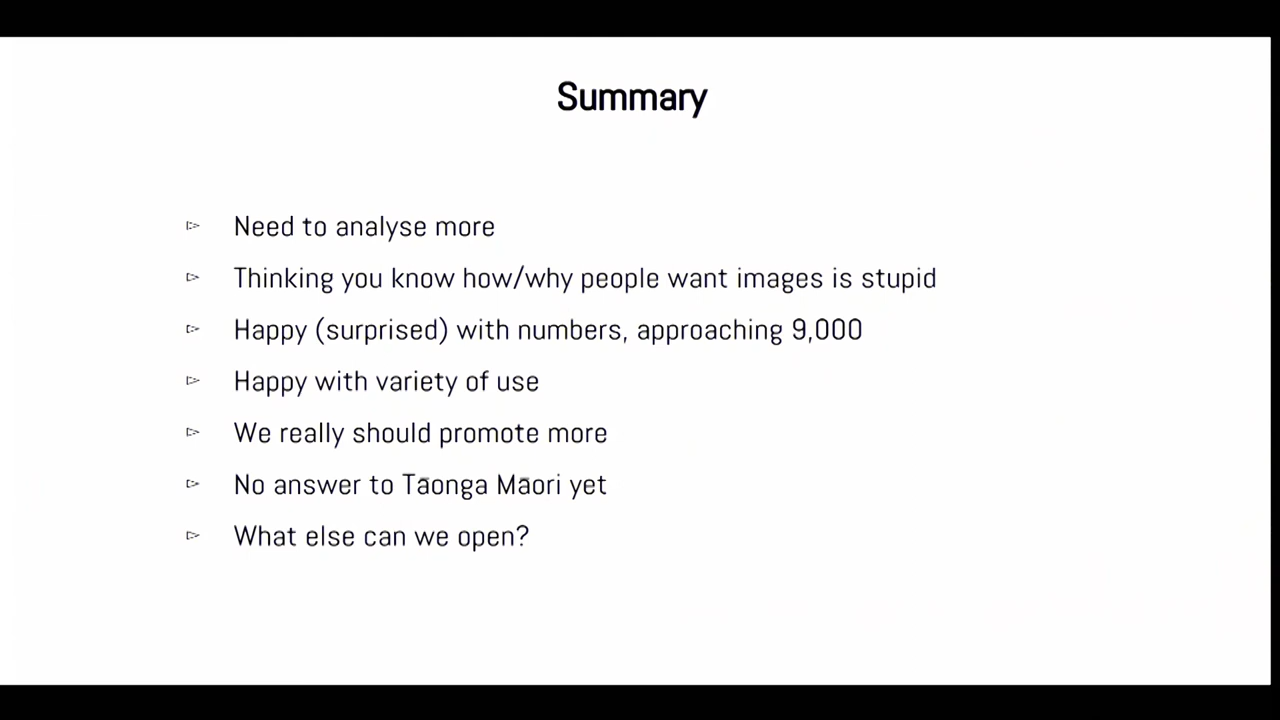 Summary
▻ Need to analyse more
▻ Thinking you know how/why people want images is stupid
▻ Happy (surprised) with numbers, approaching 9,000
▻ Happy with variety of use
▻ We really should promote more
▻ No answer to Tāonga Māori yet
▻ What else can we open?